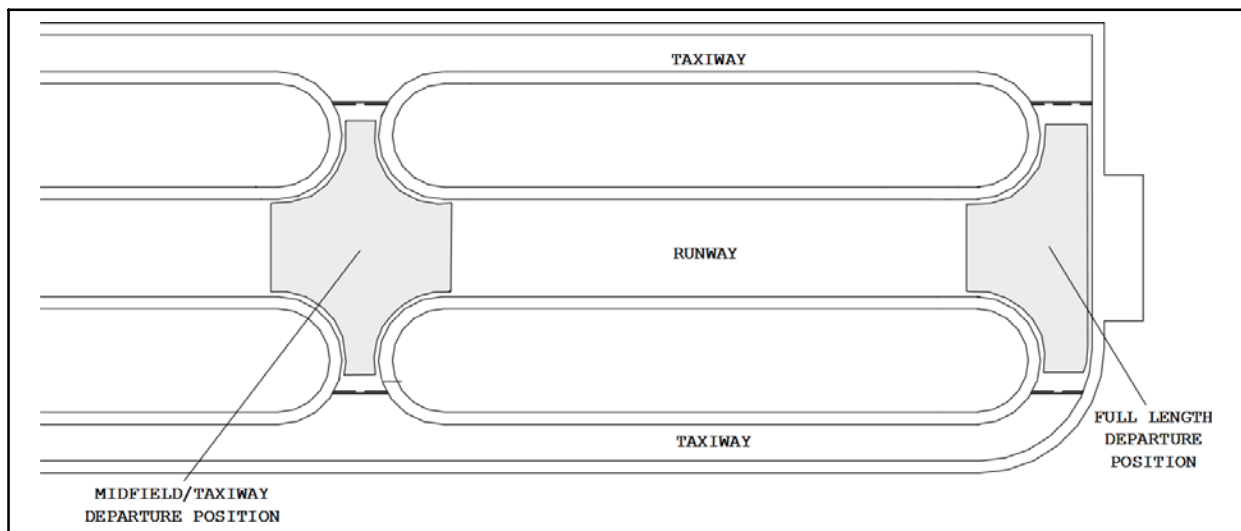 TAXIWAY
RUNWAY
TAXIWAY
FULL LENGTH
DEPARTURE
POSITION
MIDFIELD/TAXIWAY
DEPARTURE POSITION